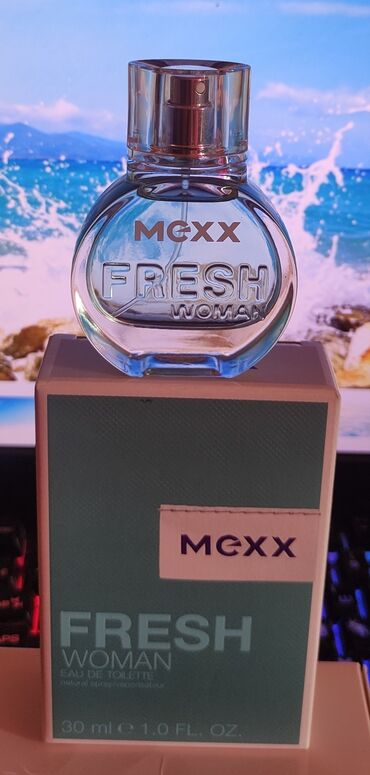 MEXX
FRESH
WOMAN
MEXX
FRESH
WOMAN
EAU DE TOILETTE
natural spray/vaporisateur
30 ml ℮ 1.0 FL. OZ.